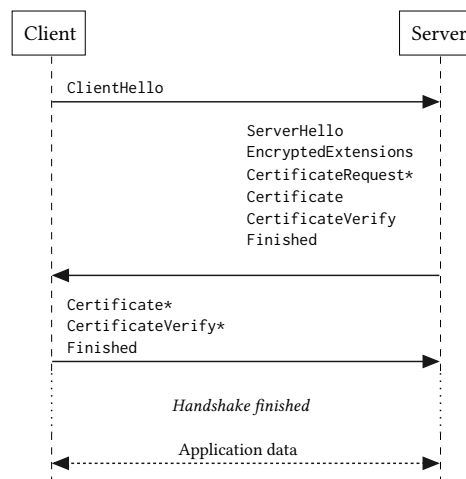 Client
Server
ClientHello
ServerHello
EncryptedExtensions
CertificateRequest*
Certificate
CertificateVerify
Finished
Certificate*
CertificateVerify*
Finished
Handshake finished
Application data